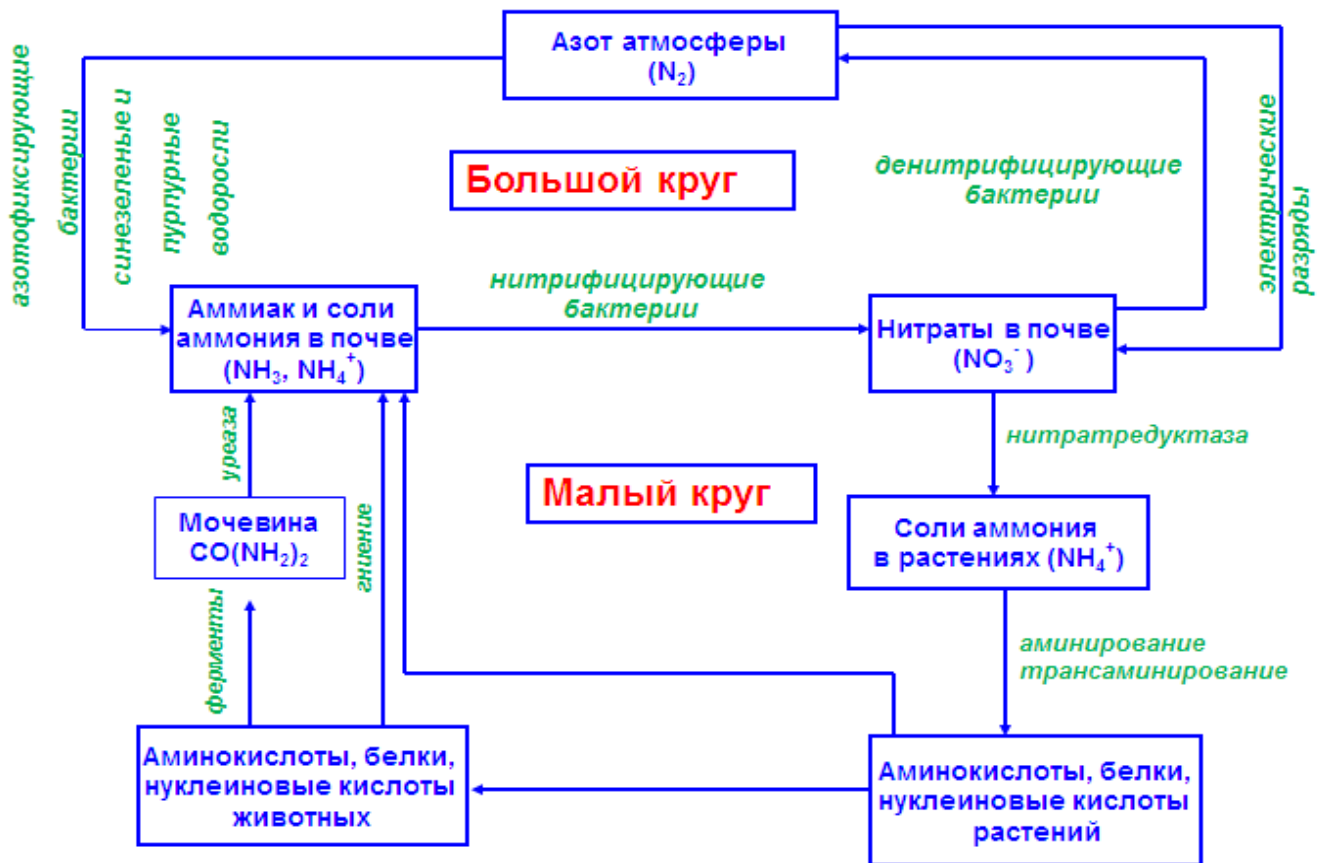 Азот атмосферы
(N₂)
азотофиксирующие
бактерии
синезеленые и
пурпурные
водоросли
Большой круг
денитрифицирующие
бактерии
электрические
разряды
нитрифицирующие
бактерии
Аммиак и соли
аммония в почве
(NH₃, NH₄⁺)
Нитраты в почве
(NO₃⁻)
уреаза
гниение
нитратредуктаза
Малый круг
Мочевина
CO(NH₂)₂
Соли аммония
в растениях (NH₄⁺)
ферменты
аминирование
трансаминирование
Аминокислоты, белки,
нуклеиновые кислоты
животных
Аминокислоты, белки,
нуклеиновые кислоты
растений